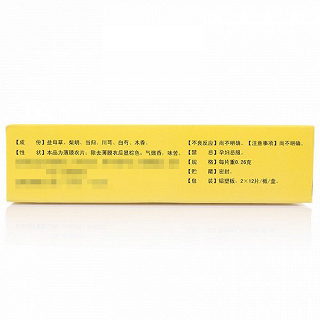 【成　份】益母草、柴胡、当归、川芎、白芍、木香。
【性　状】本品为薄膜衣片，除去薄膜衣后显棕色；气微香，味苦。
【不良反应】尚不明确。【注意事项】尚不明确。
【禁　忌】孕妇忌服。
【规　格】每片重0.26克
【贮　藏】密封。
【包　装】铝塑板，2×12片/板/盒。